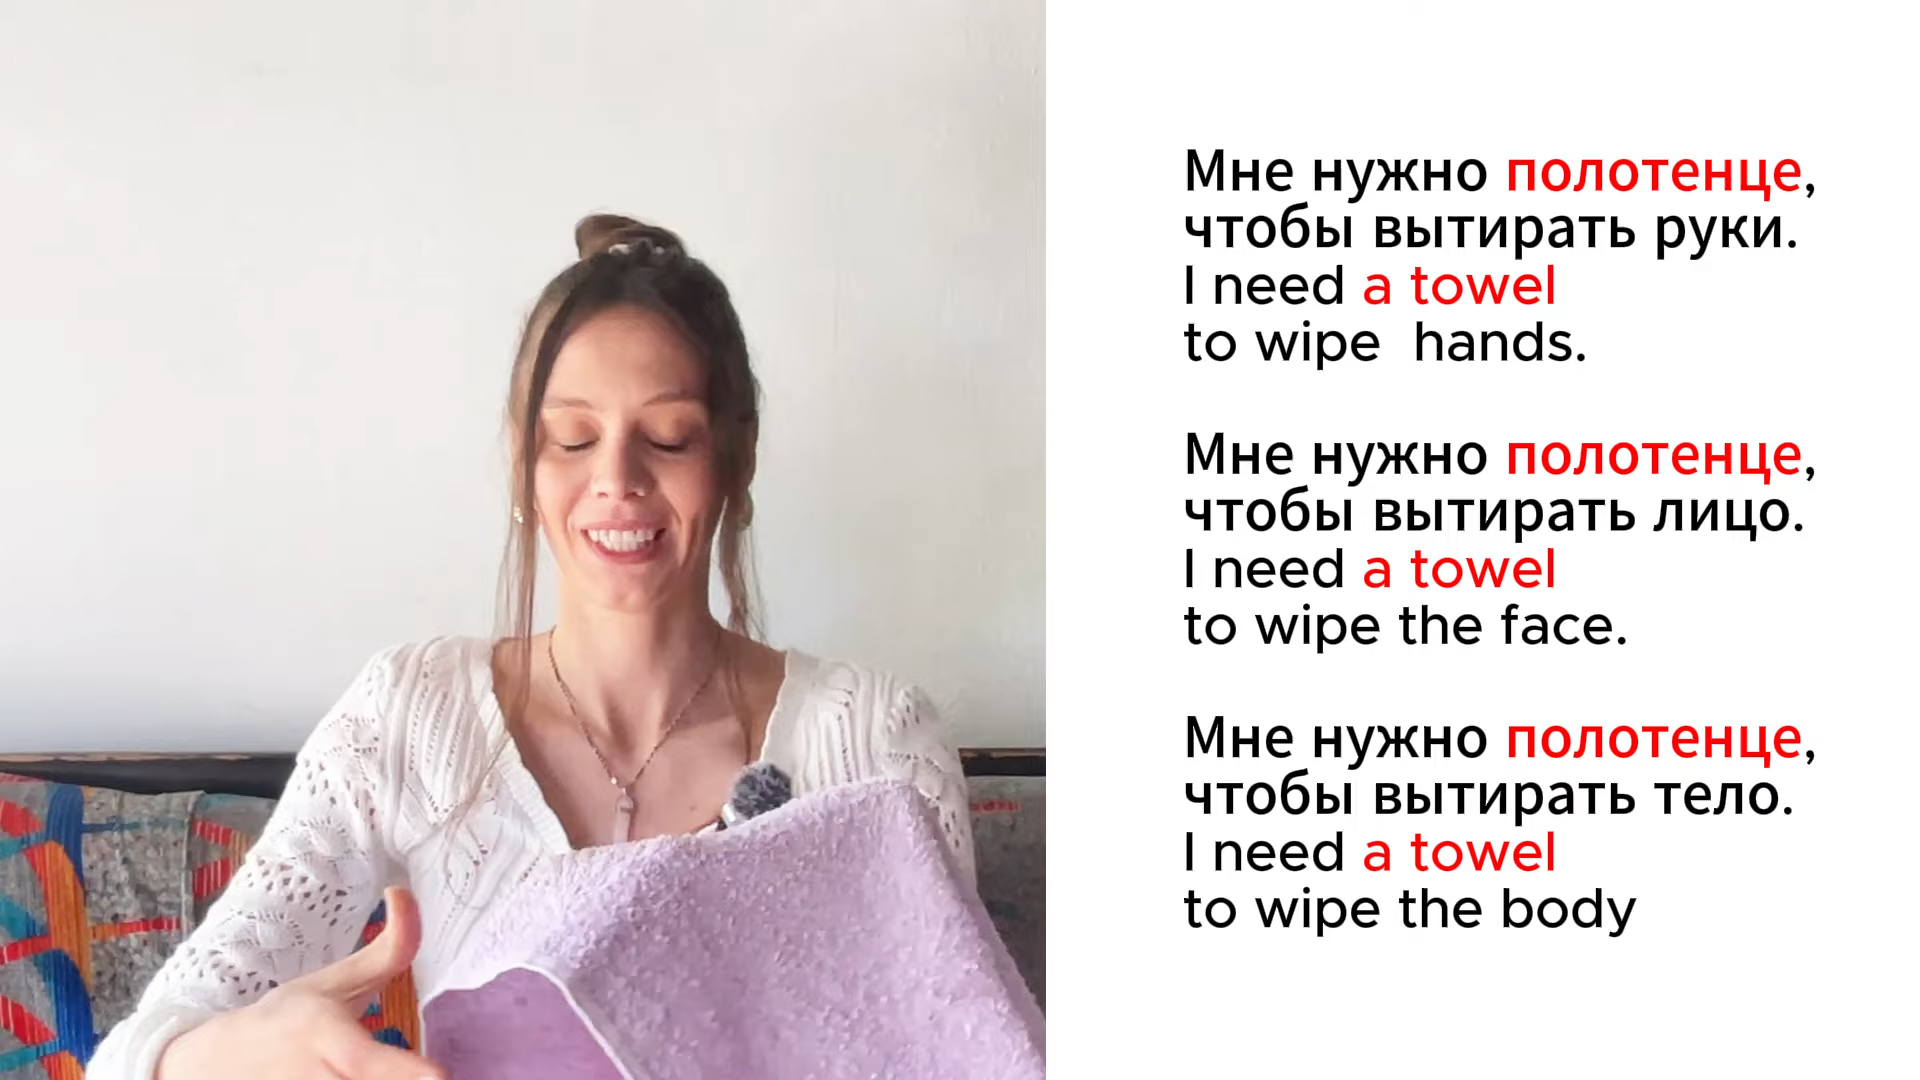 Мне нужно полотенце,
чтобы вытирать руки.
I need a towel
to wipe  hands.
Мне нужно полотенце,
чтобы вытирать лицо.
I need a towel
to wipe the face.
Мне нужно полотенце,
чтобы вытирать тело.
I need a towel
to wipe the body